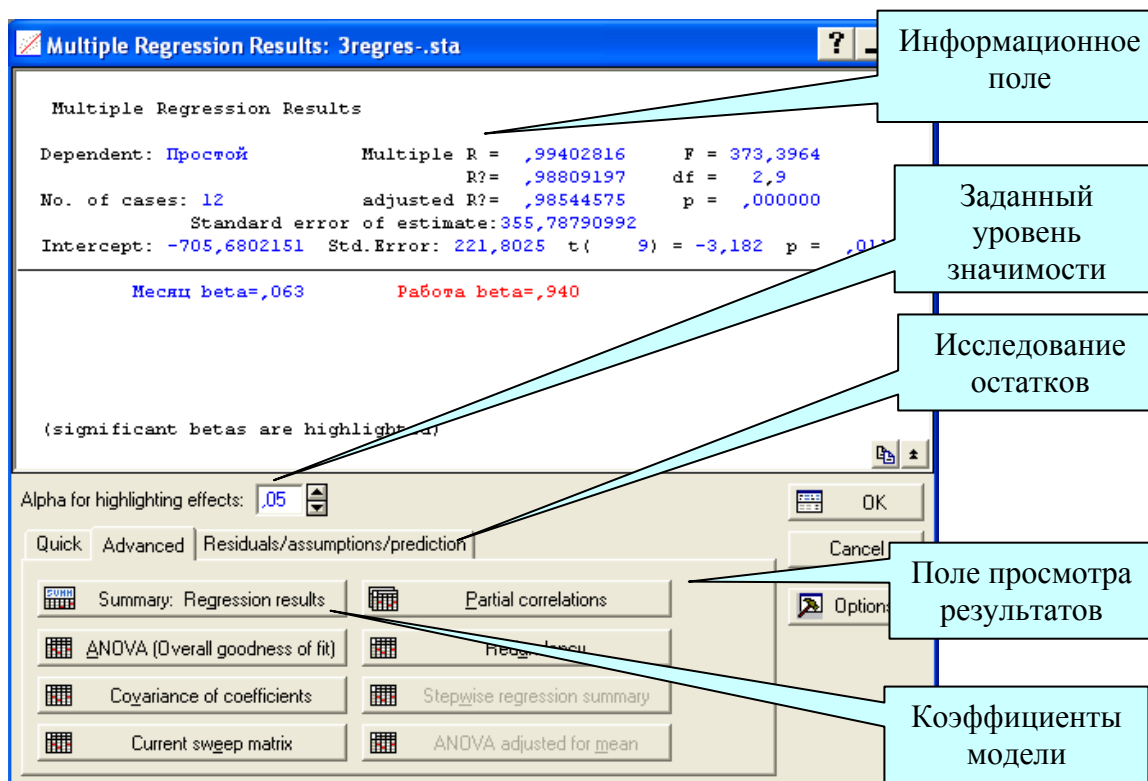 Multiple Regression Results: 3regres-.sta
Информационное
поле
Multiple Regression Results
Dependent: Простой Multiple R = ,99402816 F = 373,3964
R?= ,98809197 df = 2,9
No. of cases: 12 adjusted R?= ,98544575 p = ,000000
Standard error of estimate:355,78790992
Intercept: -705,6802151 Std.Error: 221,8025 t( 9) = -3,182 p =
Заданный
уровень
значимости
Месяц beta=,063 Работа beta=,940
Исследование
остатков
(significant betas are highlighted)
Alpha for highlighting effects: ,05
OK
Quick Advanced Residuals/assumptions/prediction
Cancel
Summary: Regression results Partial correlations
Options
Поле просмотра
результатов
ANOVA (Overall goodness of fit) Redundancy
Covariance of coefficients Stepwise regression summary
Current sweep matrix ANOVA adjusted for mean
Коэффициенты
модели